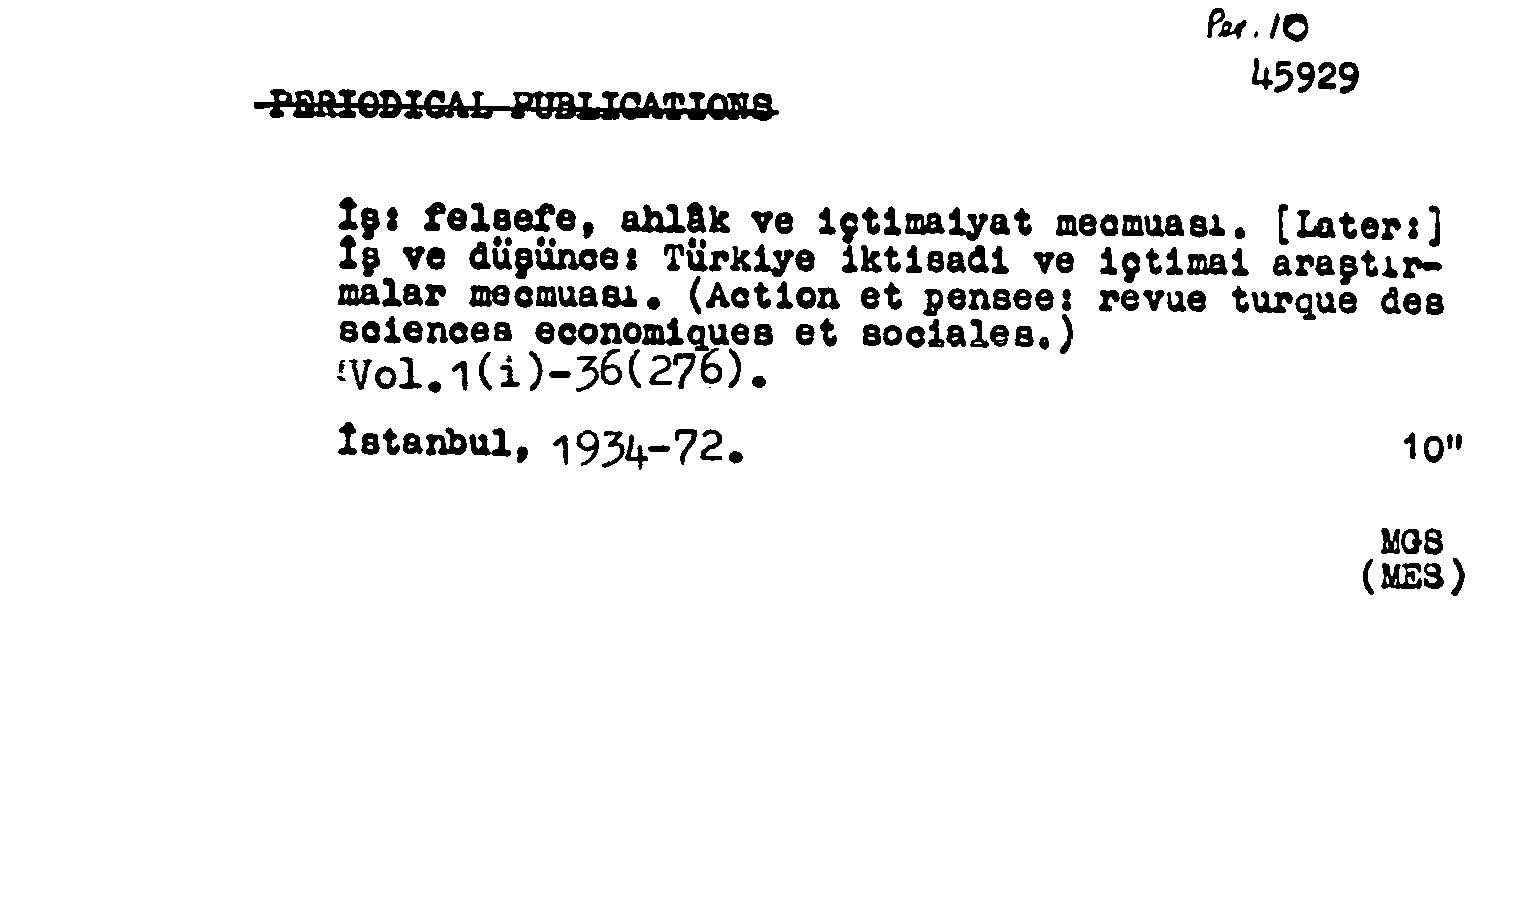 Per. 10
45929
PERIODICAL PUBLICATIONS
İş: felsefe, ahlâk ve içtimaiyat mecmuası. [Later:]
İş ve düşünce: Türkiye iktisadi ve içtimai araştır-
malar mecmuası. (Action et pensee: revue turque des
sciences economiques et sociales.)
Vol.1(i)-36(276).
İstanbul, 1934-72. 10"
MGS
(MES)